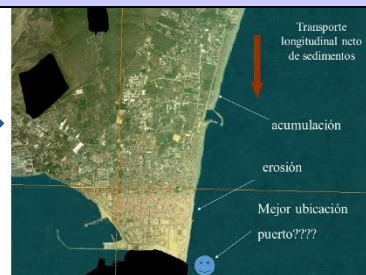 Transporte
longitudinal neto
de sedimentos
acumulación
erosión
Mejor ubicación
puerto????